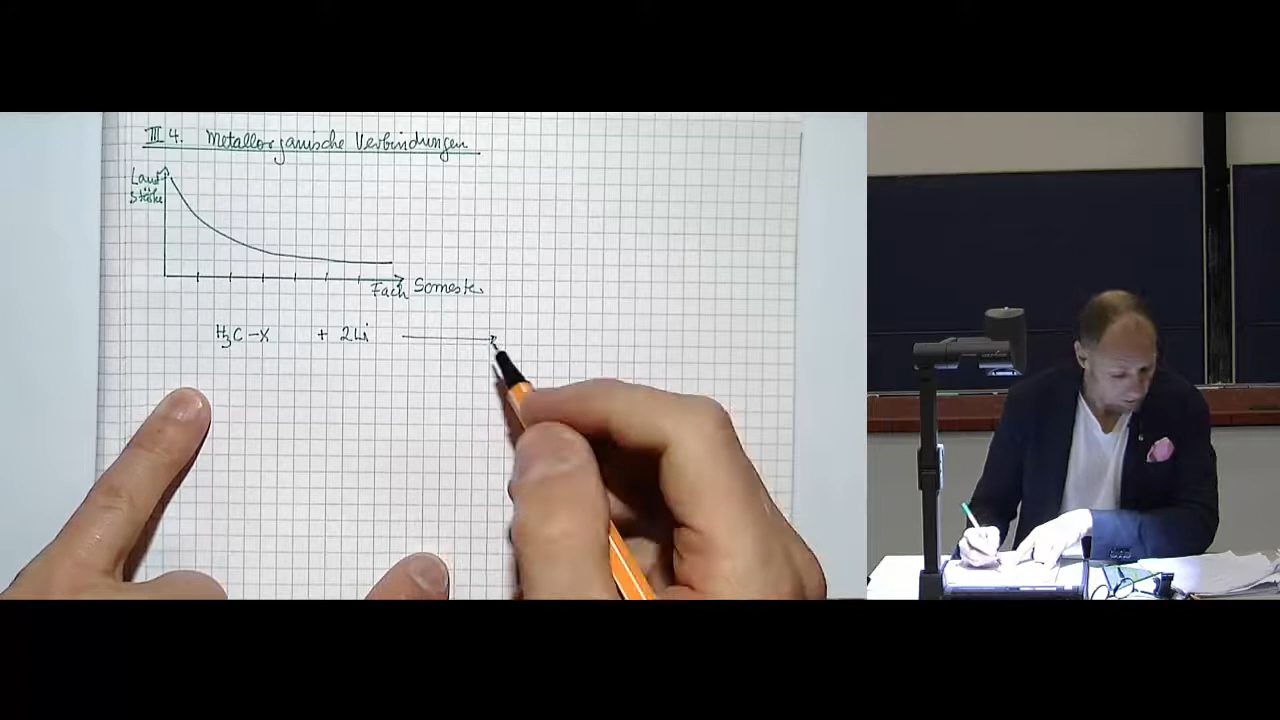 III 4. Metallorganische Verbindungen
Laut
Stärke
Fach Semester
H3C-X + 2Li